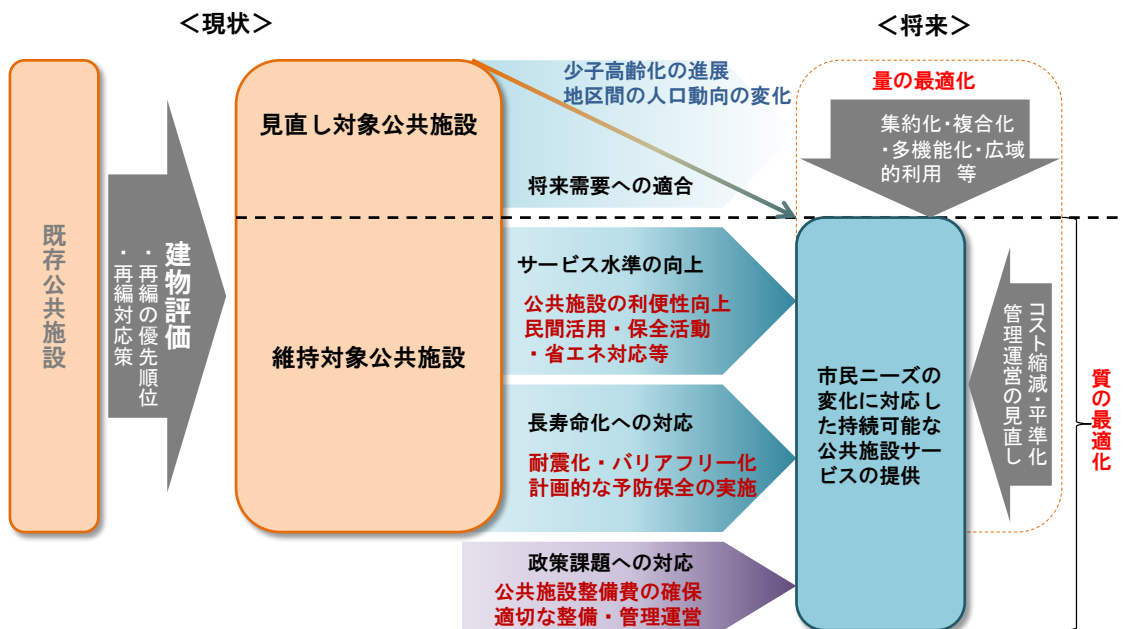 ＜現状＞
＜将来＞
既存公共施設
建物評価
・再編の優先順位
・再編対応策
見直し対象公共施設
維持対象公共施設
少子高齢化の進展
地区間の人口動向の変化
将来需要への適合
サービス水準の向上
公共施設の利便性向上
民間活用・保全活動
・省エネ対応等
長寿命化への対応
耐震化・バリアフリー化
計画的な予防保全の実施
政策課題への対応
公共施設整備費の確保
適切な整備・管理運営
量の最適化
集約化・複合化
・多機能化・広域
的利用　等
市民ニーズの
変化に対応し
た持続可能な
公共施設サー
ビスの提供
コスト縮減・平準化
管理運営の見直し
質の最適化